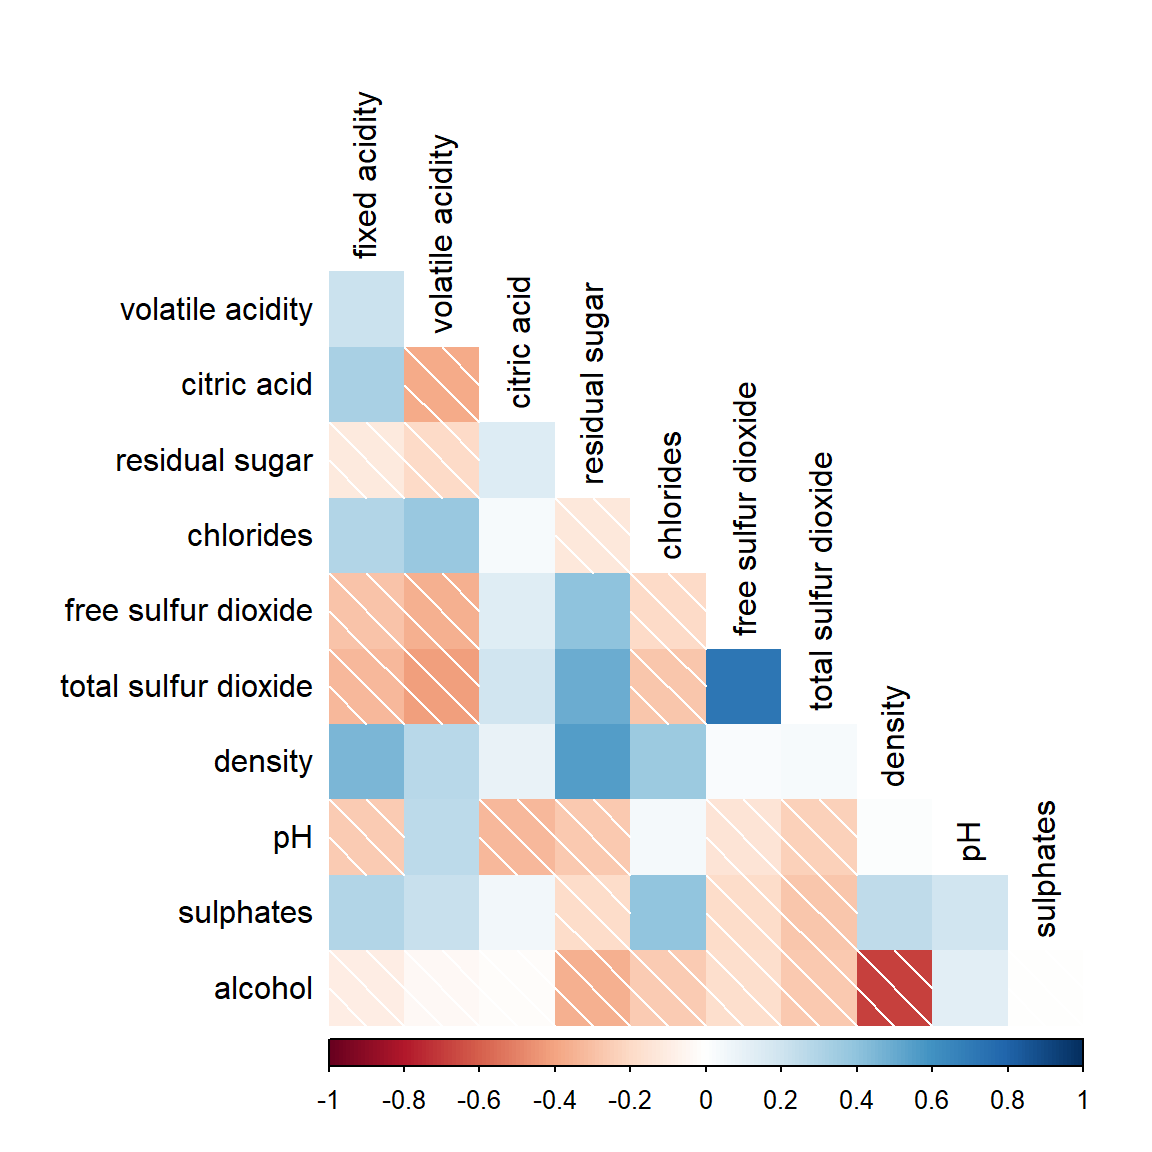 fixed acidity
volatile acidity
citric acid
residual sugar
chlorides
free sulfur dioxide
total sulfur dioxide
density
pH
sulphates
volatile acidity
citric acid
residual sugar
chlorides
free sulfur dioxide
total sulfur dioxide
density
pH
sulphates
alcohol
-1 -0.8 -0.6 -0.4 -0.2 0 0.2 0.4 0.6 0.8 1